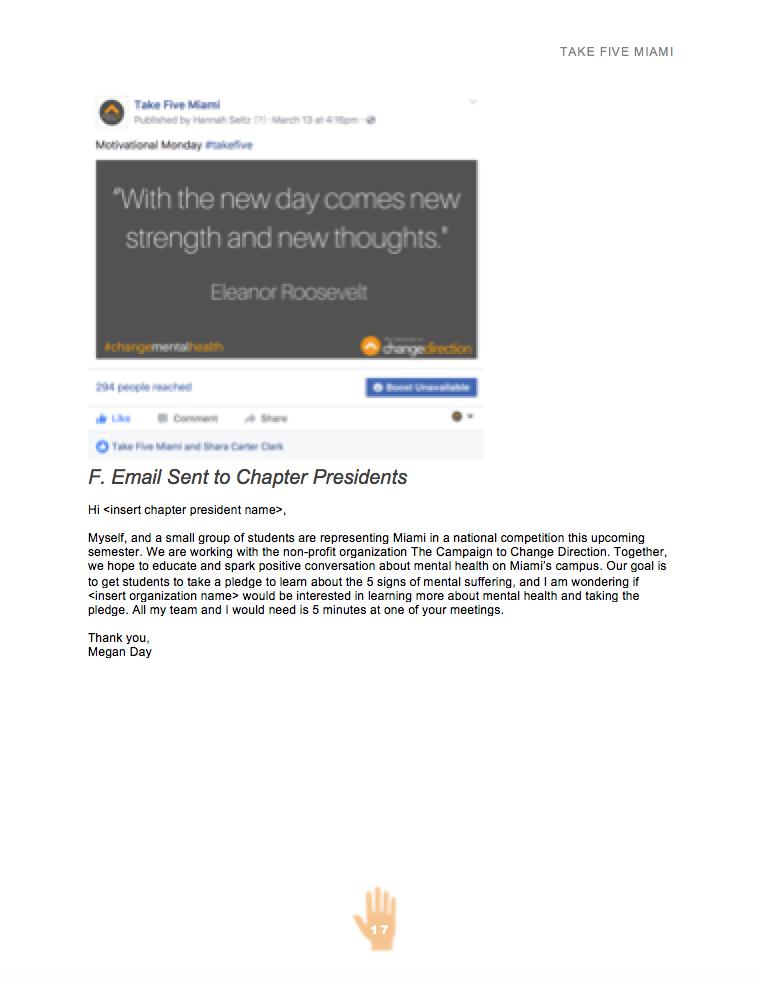 TAKE FIVE MIAMI
Take Five Miami
Published by Hannah Seitz [?] · March 13 at 4:16pm ·
Motivational Monday #takefive
"With the new day comes new
strength and new thoughts."
Eleanor Roosevelt
#changementalhealth
changedirection
294 people reached
Boost Unavailable
Like Comment Share
Take Five Miami and Shara Carter Clark
F. Email Sent to Chapter Presidents
Hi <insert chapter president name>,
Myself, and a small group of students are representing Miami in a national competition this upcoming
semester. We are working with the non-profit organization The Campaign to Change Direction. Together,
we hope to educate and spark positive conversation about mental health on Miami's campus. Our goal is
to get students to take a pledge to learn about the 5 signs of mental suffering, and I am wondering if
<insert organization name> would be interested in learning more about mental health and taking the
pledge. All my team and I would need is 5 minutes at one of your meetings.
Thank you,
Megan Day
17